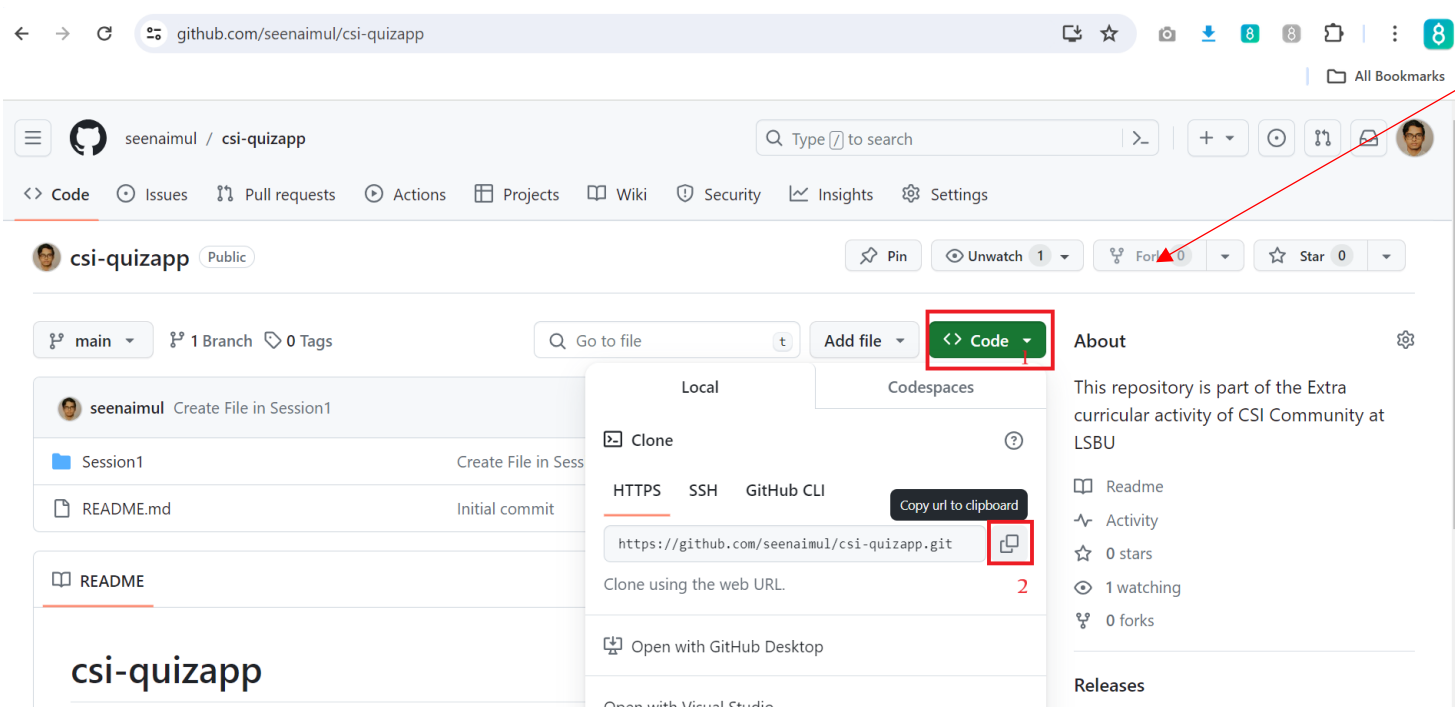 github.com/seenaimul/csi-quizapp
All Bookmarks
seenaimul / csi-quizapp
Type / to search
Code Issues Pull requests Actions Projects Wiki Security Insights Settings
csi-quizapp Public
Pin Unwatch 1 Fork 0 Star 0
main 1 Branch 0 Tags Go to file t Add file Code
1
Local Codespaces
Clone
HTTPS SSH GitHub CLI
Copy url to clipboard
https://github.com/seenaimul/csi-quizapp.git
2
Clone using the web URL.
Open with GitHub Desktop
Open with Visual Studio
seenaimul Create File in Session1
Session1 Create File in Sess
README.md Initial commit
README
csi-quizapp
About
This repository is part of the Extra
curricular activity of CSI Community at
LSBU
Readme
Activity
0 stars
1 watching
0 forks
Releases